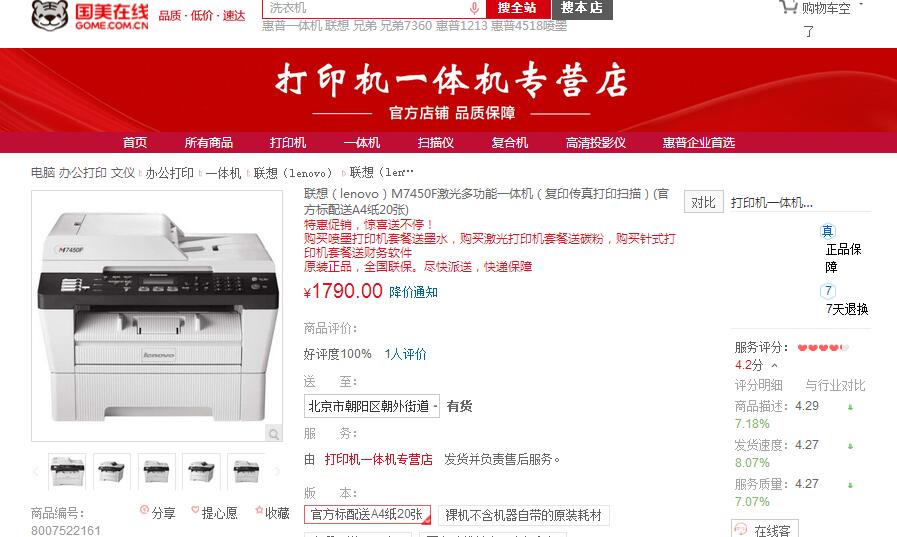 国美在线
GOME.COM.CN
品质 · 低价 · 速达
洗衣机
搜全站
搜本店
购物车空
了
惠普一体机 联想 兄弟 兄弟7360 惠普1213 惠普4518喷墨
打印机一体机专营店
官方店铺 品质保障
首页 所有商品 打印机 一体机 扫描仪 复合机 高清投影仪 惠普企业首选
电脑 办公打印 文仪 办公打印 一体机 联想（lenovo） 联想（ler…
联想（lenovo）M7450F激光多功能一体机（复印传真打印扫描）(官
方标配送A4纸20张)
特惠促销，惊喜送不停！
购买喷墨打印机套餐送墨水，购买激光打印机套餐送碳粉，购买针式打
印机套餐送财务软件
原装正品，全国联保。尽快派送，快递保障
¥1790.00 降价通知
商品评价：
好评度100% 1人评价
送 至：
北京市朝阳区朝外街道 有货
服 务：
由 打印机一体机专营店 发货并负责售后服务。
版 本：
官方标配送A4纸20张 裸机不含机器自带的原装耗材
M7450F
lenovo
商品编号：
8007522161
分享 提心愿 收藏
对比
打印机一体机...
真
正品保
障
7
7天退换
服务评分：
4.2分
评分明细 与行业对比
商品描述： 4.29
7.18%
发货速度： 4.27
8.07%
服务质量： 4.27
7.07%
在线客